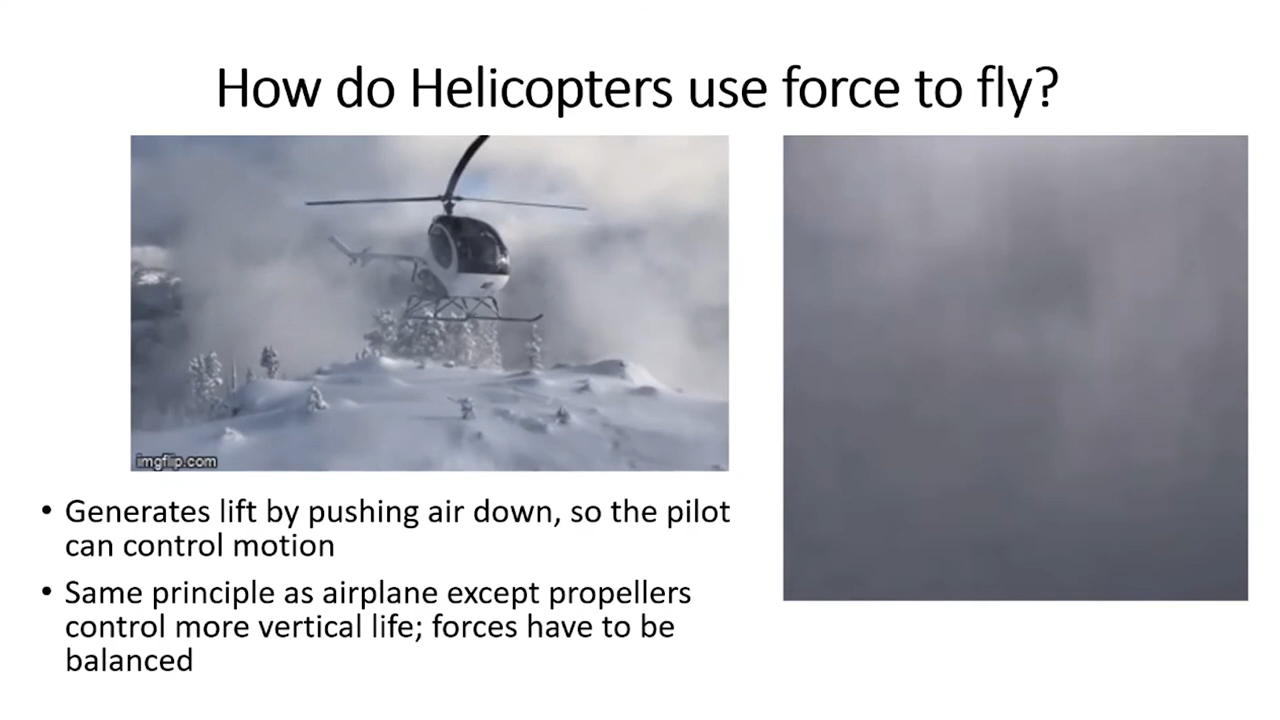 How do Helicopters use force to fly?
imgflip.com
• Generates lift by pushing air down, so the pilot
can control motion
• Same principle as airplane except propellers
control more vertical life; forces have to be
balanced